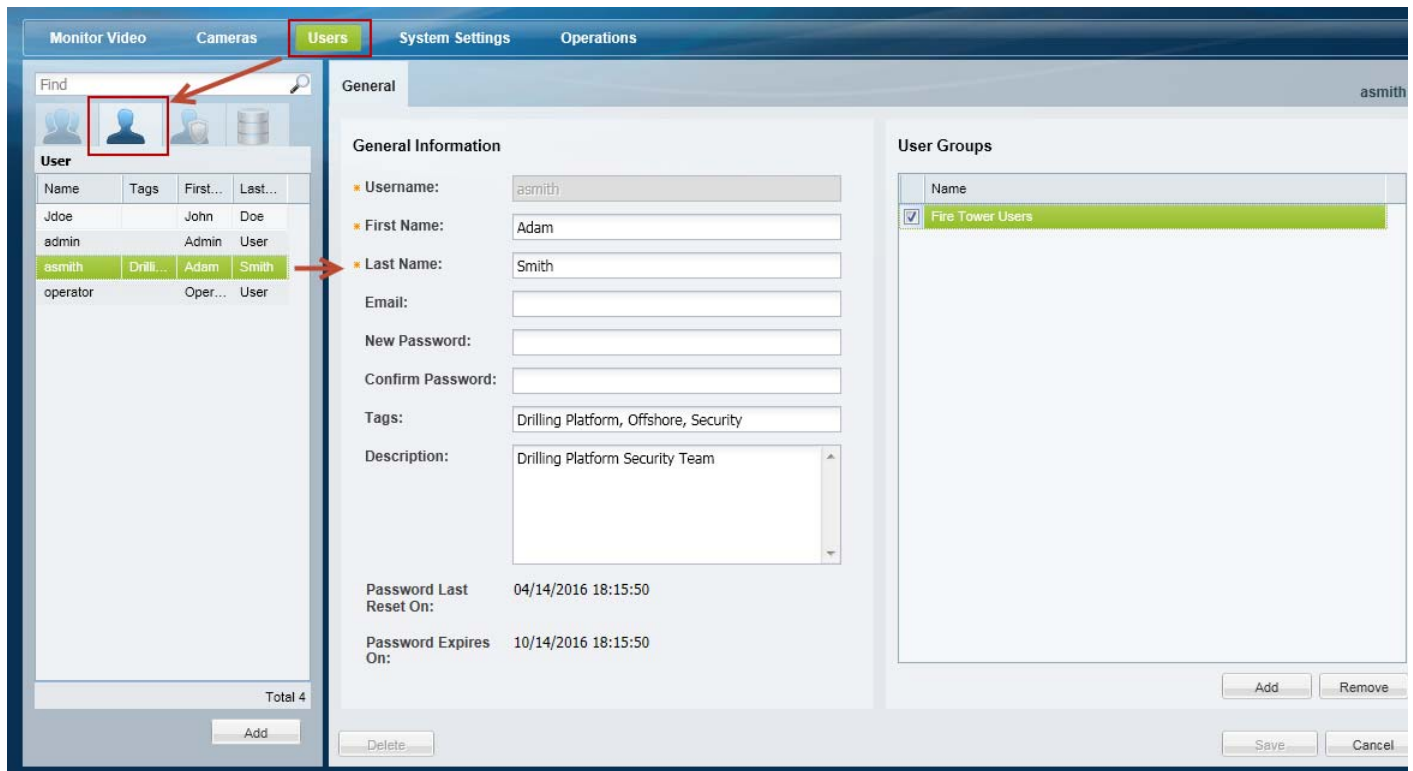 Monitor Video Cameras Users System Settings Operations
Find
General
asmith
User
Name Tags First... Last...
Jdoe John Doe
admin Admin User
asmith Drilli... Adam Smith
operator Oper... User
Total 4
Add
General Information
* Username: asmith
* First Name: Adam
* Last Name: Smith
Email:
New Password:
Confirm Password:
Tags: Drilling Platform, Offshore, Security
Description: Drilling Platform Security Team
Password Last
Reset On: 04/14/2016 18:15:50
Password Expires
On: 10/14/2016 18:15:50
Delete
User Groups
Name
Fire Tower Users
Add Remove
Save Cancel